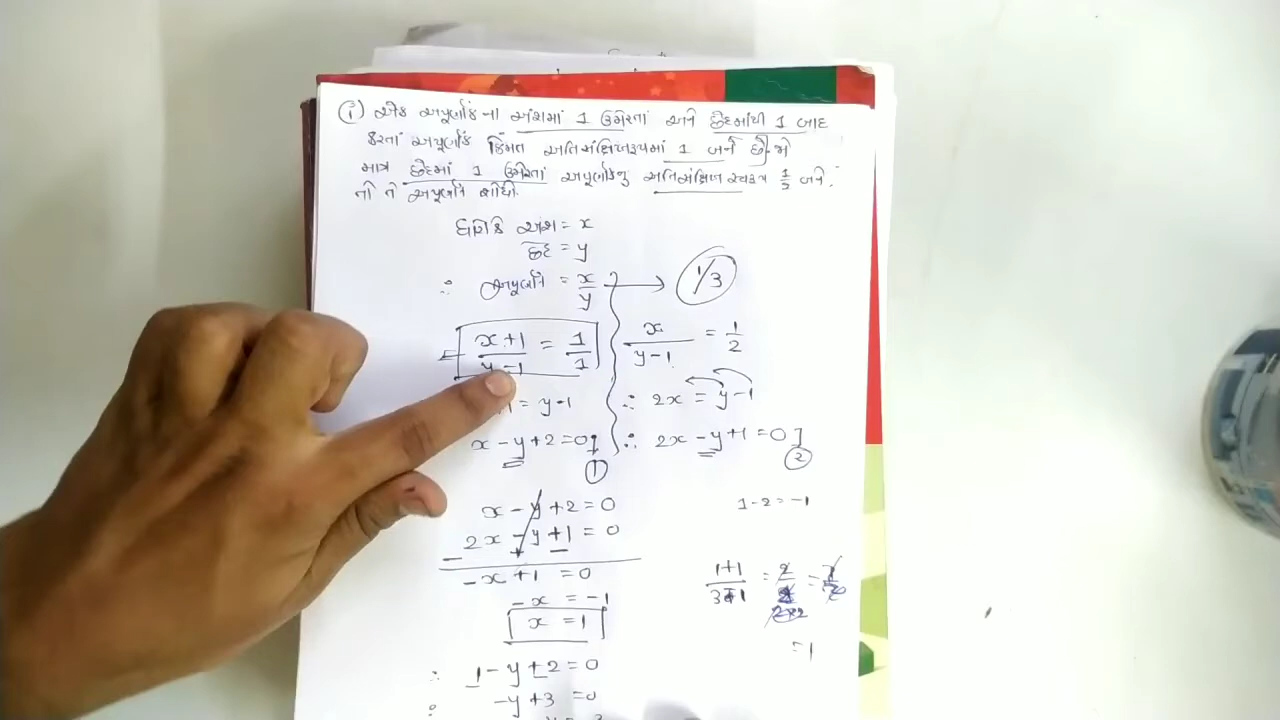 (i) એક અપૂર્ણાંકના અંશમાં 1 ઉમેરતાં અને છેદમાંથી 1 બાદ
કરતાં અપૂર્ણાંક કિંમત અતિસંક્ષિપ્તરૂપમાં 1 બને છે. જો
માત્ર છેદમાં 1 ઉમેરતાં અપૂર્ણાંકનુ અતિસંક્ષિપ્ત સ્વરૂપ 1/2 બને.
તો તે અપૂર્ણાંક શોધો.
ધારોકે અંશ = x
છેદ = y
∴ અપૂર્ણાંક = x/y → 1/3
x+1/y-1 = 1/1
x/y-1 = 1/2
1 = y-1
∴ 2x = y-1
x - y + 2 = 0 (1)
∴ 2x - y + 1 = 0 (2)
x - y + 2 = 0
1 - 2 = -1
2x - y + 1 = 0
-x + 1 = 0
-x = -1
x = 1
= 1
∴ 1 - y + 2 = 0
∴ -y + 3 = 0